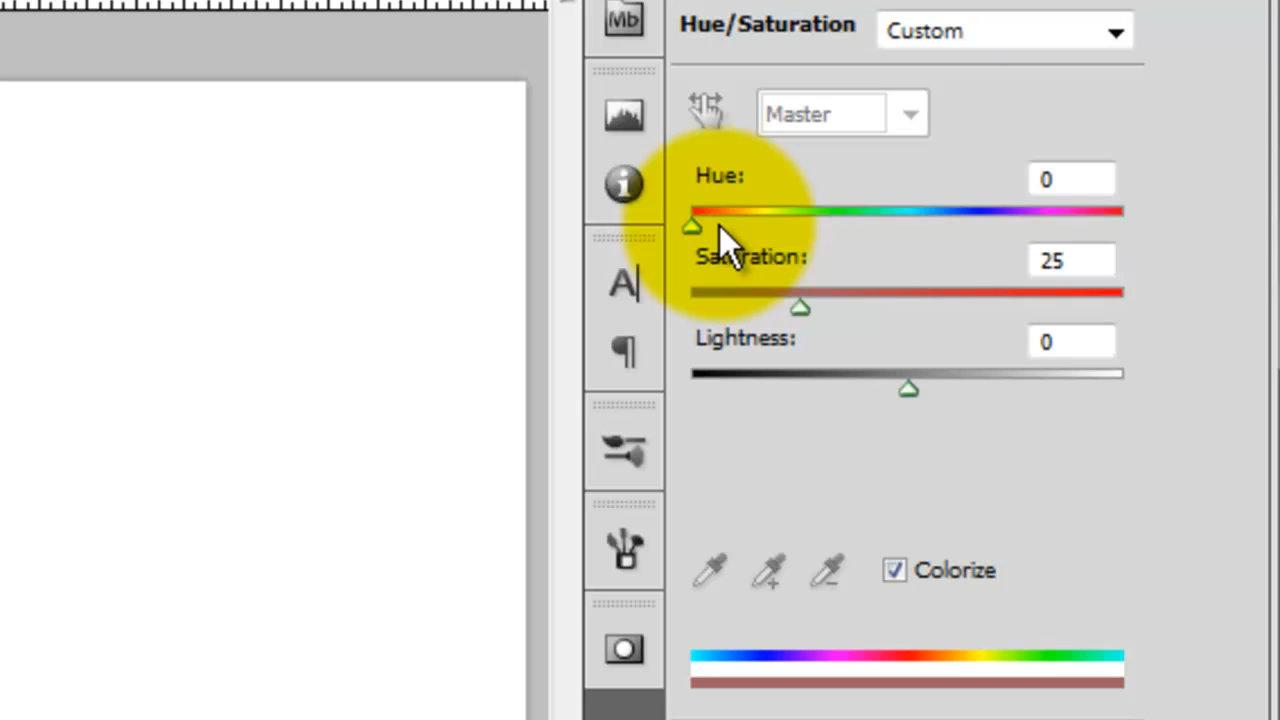 Mb
Hue/Saturation Custom
Master
Hue: 0
Saturation: 25
A
¶
Lightness: 0
Colorize